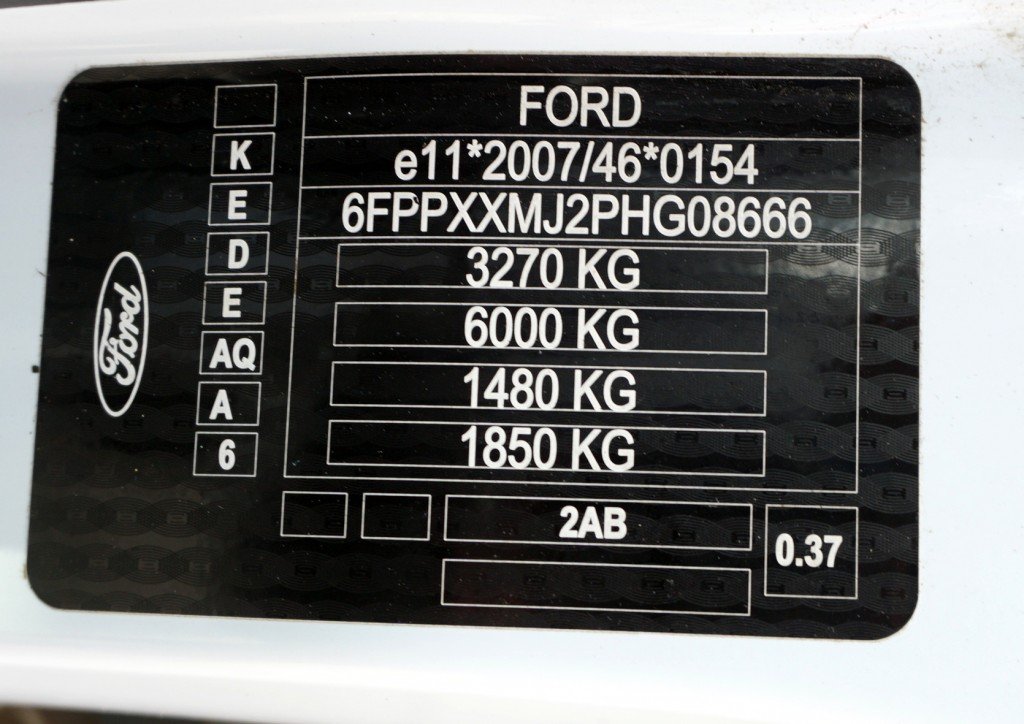 FORD
K
e11*2007/46*0154
E
6FPPXXMJ2PHG08666
D
3270 KG
E
6000 KG
AQ
1480 KG
A
1850 KG
6
Ford
2AB
0.37